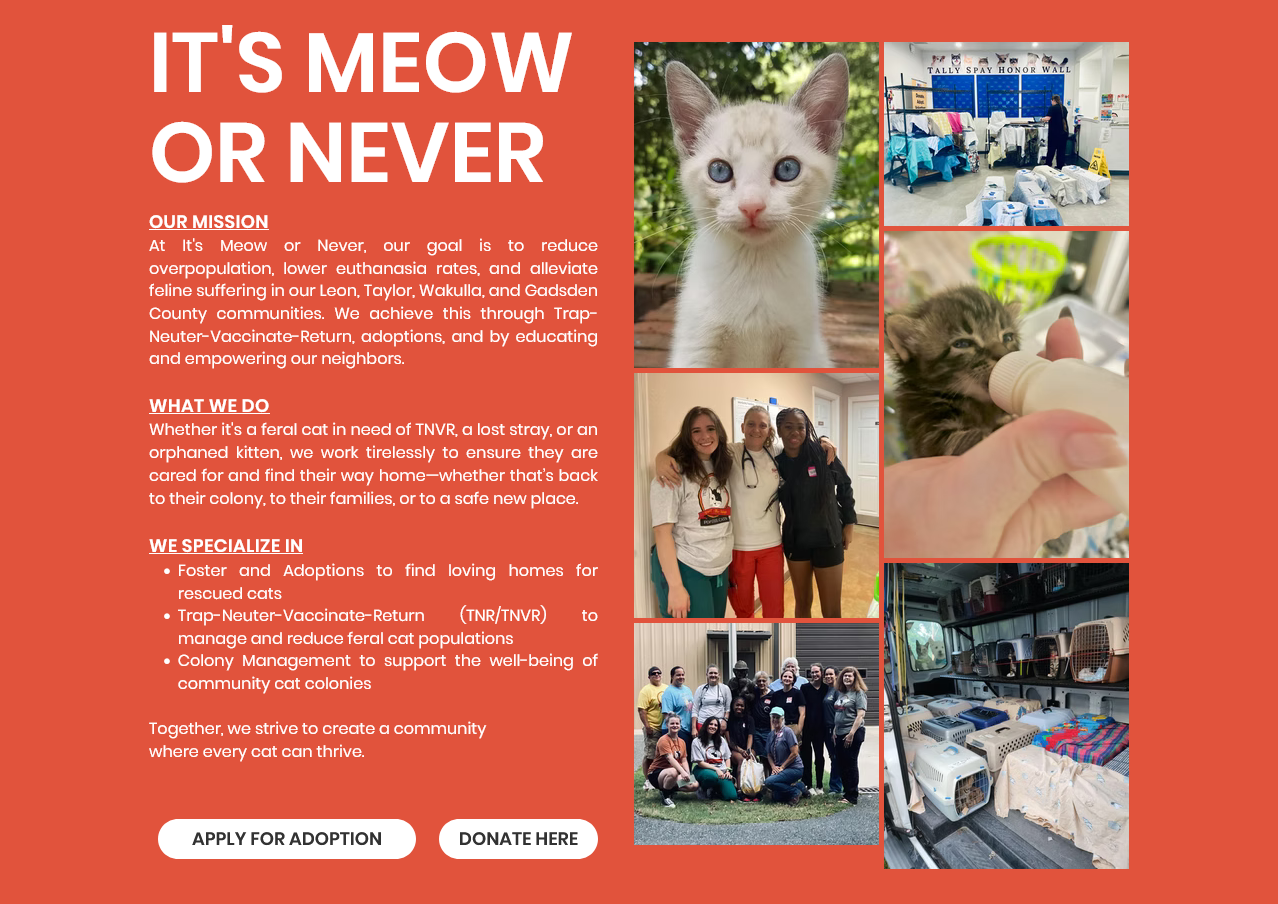 IT'S MEOW
OR NEVER
OUR MISSION
At It's Meow or Never, our goal is to reduce
overpopulation, lower euthanasia rates, and alleviate
feline suffering in our Leon, Taylor, Wakulla, and Gadsden
County communities. We achieve this through Trap-
Neuter-Vaccinate-Return, adoptions, and by educating
and empowering our neighbors.
WHAT WE DO
Whether it's a feral cat in need of TNVR, a lost stray, or an
orphaned kitten, we work tirelessly to ensure they are
cared for and find their way home—whether that's back
to their colony, to their families, or to a safe new place.
WE SPECIALIZE IN
• Foster and Adoptions to find loving homes for
rescued cats
• Trap-Neuter-Vaccinate-Return (TNR/TNVR) to
manage and reduce feral cat populations
• Colony Management to support the well-being of
community cat colonies
Together, we strive to create a community
where every cat can thrive.
APPLY FOR ADOPTION
DONATE HERE
TALLY SPAY HONOR WALL